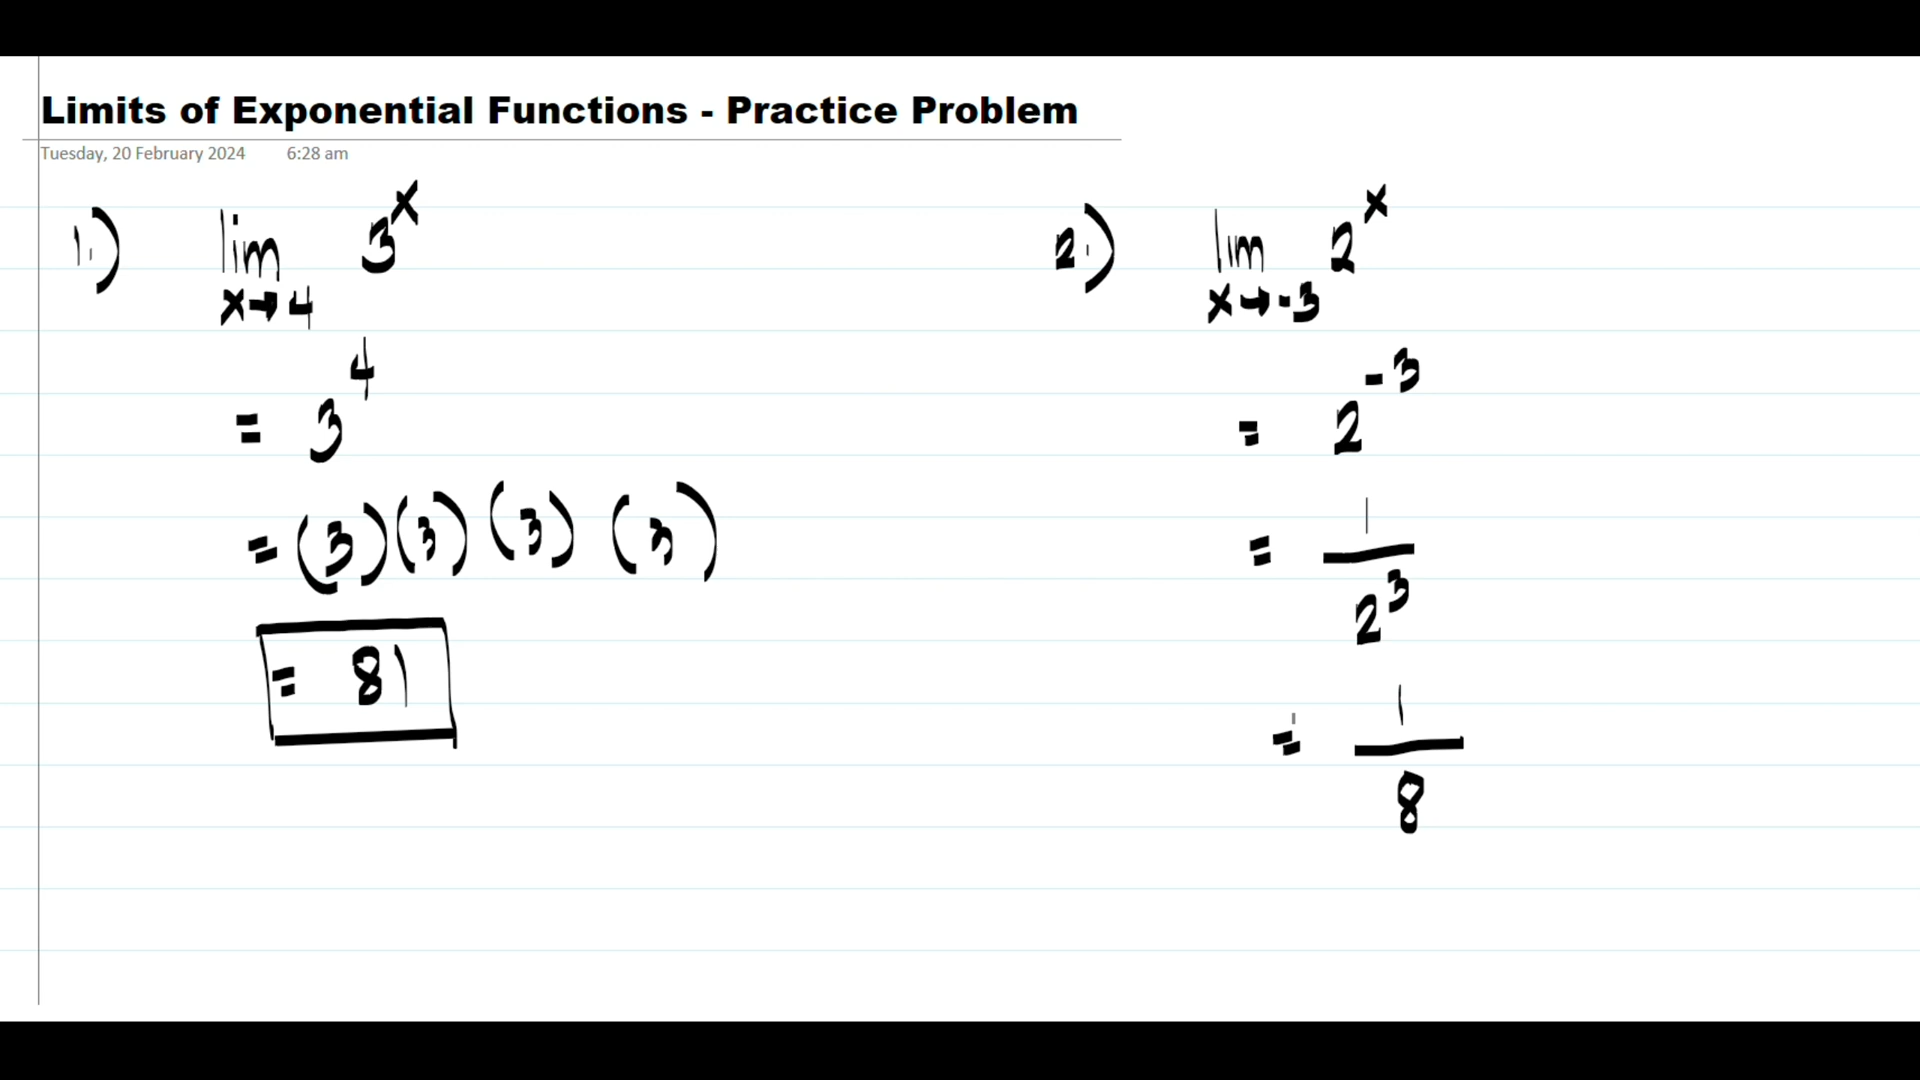 Limits of Exponential Functions - Practice Problem
Tuesday, 20 February 2024 6:28 am
1.) lim 3^x
x→4
= 3^4
= (3)(3)(3)(3)
= 81
2.) lim 2^x
x→-3
= 2^-3
= 1/2^3
= 1/8